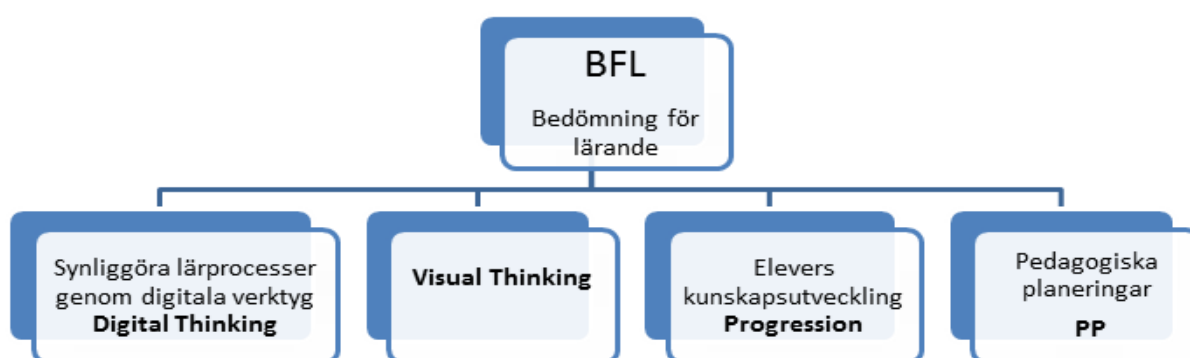 BFL
Bedömning för
lärande
Synliggöra lärprocesser
genom digitala verktyg
Digital Thinking
Visual Thinking
Elevers
kunskapsutveckling
Progression
Pedagogiska
planeringar
PP